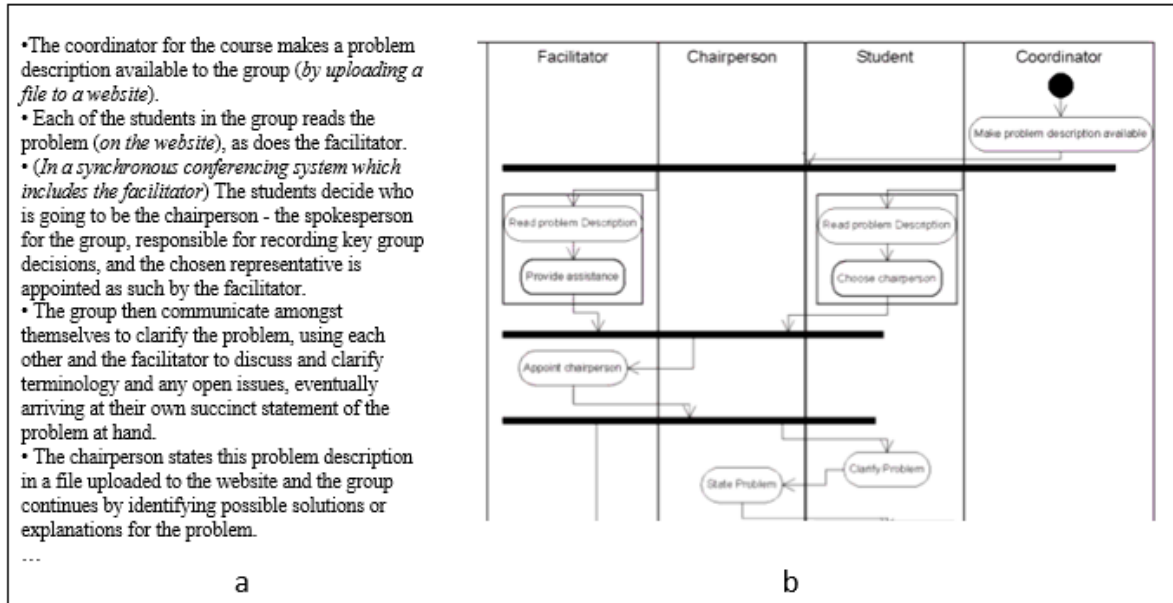 •The coordinator for the course makes a problem
description available to the group (by uploading a
file to a website).
• Each of the students in the group reads the
problem (on the website), as does the facilitator.
• (In a synchronous conferencing system which
includes the facilitator) The students decide who
is going to be the chairperson - the spokesperson
for the group, responsible for recording key group
decisions, and the chosen representative is
appointed as such by the facilitator.
• The group then communicate amongst
themselves to clarify the problem, using each
other and the facilitator to discuss and clarify
terminology and any open issues, eventually
arriving at their own succinct statement of the
problem at hand.
• The chairperson states this problem description
in a file uploaded to the website and the group
continues by identifying possible solutions or
explanations for the problem.
...
a
Facilitator
Chairperson
Student
Coordinator
Make problem description available
Read problem Description
Read problem Description
Provide assistance
Choose chairperson
Appoint chairperson
Clarify Problem
State Problem
b